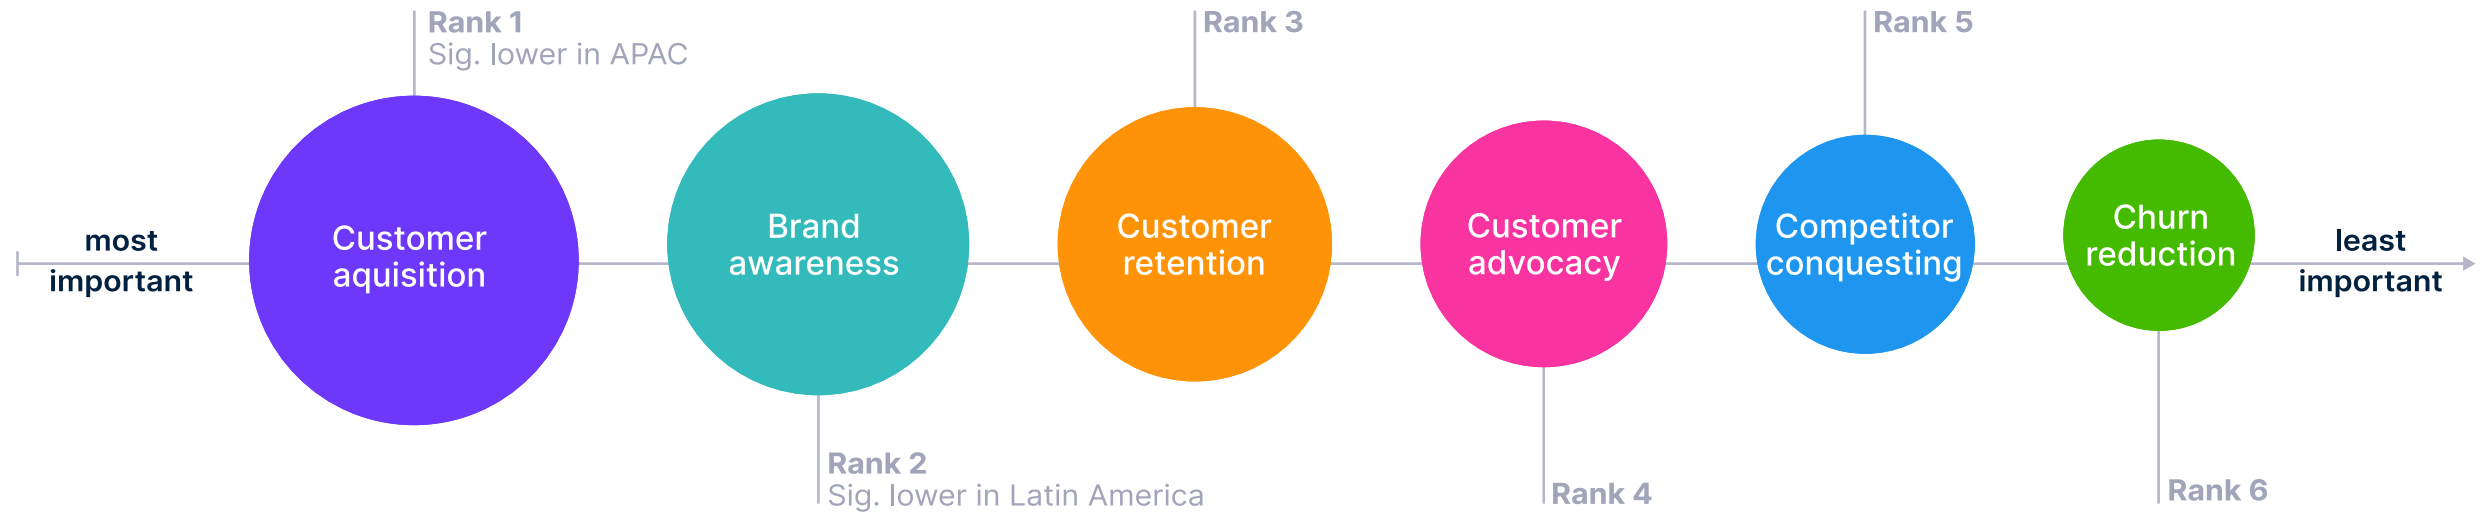 Rank 1
Sig. lower in APAC
Rank 3
Rank 5
most
important
Customer
aquisition
Brand
awareness
Customer
retention
Customer
advocacy
Competitor
conquesting
Churn
reduction
least
important
Rank 2
Sig. lower in Latin America
Rank 4
Rank 6